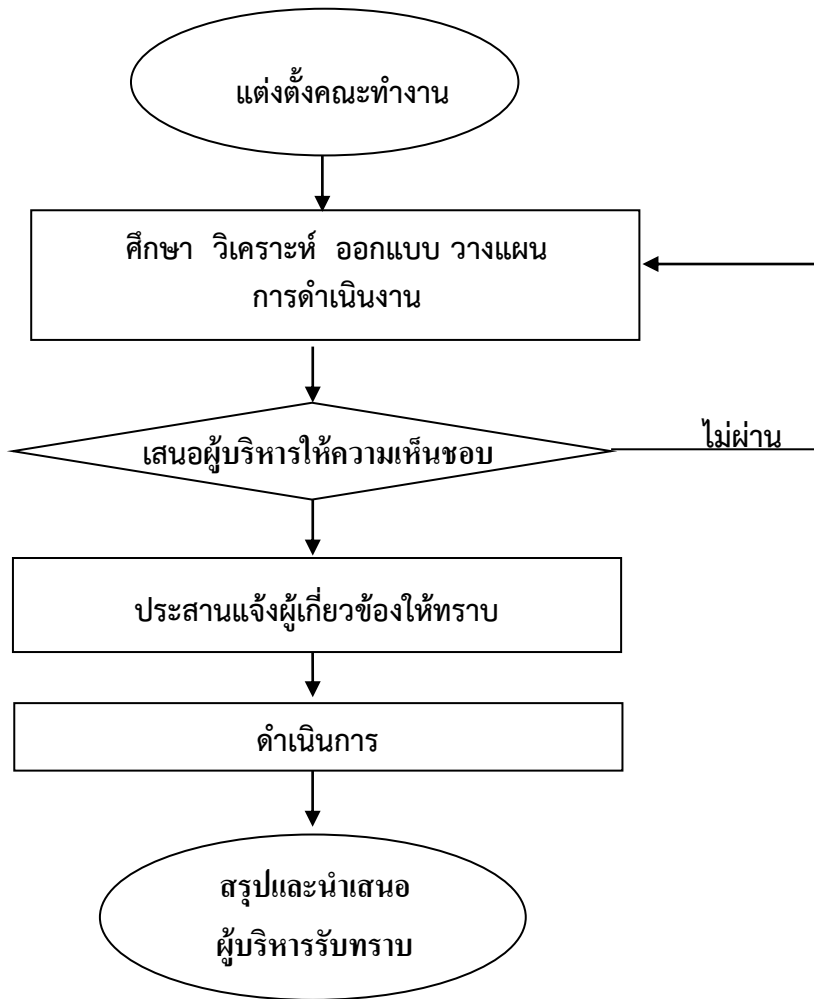 แต่งตั้งคณะทำงาน
ศึกษา วิเคราะห์ ออกแบบ วางแผน
การดำเนินงาน
เสนอผู้บริหารให้ความเห็นชอบ
ไม่ผ่าน
ประสานแจ้งผู้เกี่ยวข้องให้ทราบ
ดำเนินการ
สรุปและนำเสนอ
ผู้บริหารรับทราบ